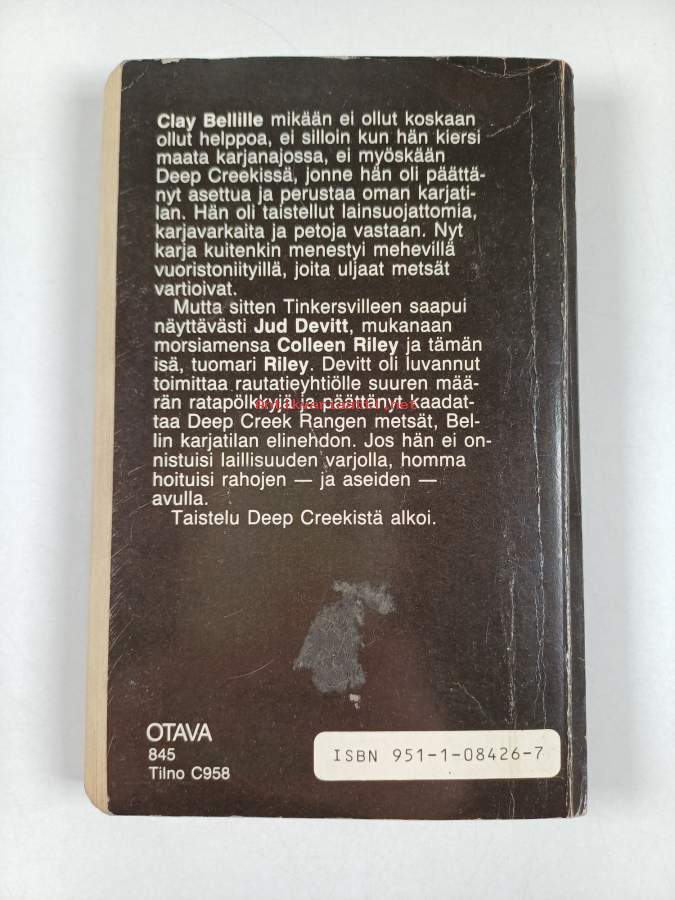 Clay Bellille mikään ei ollut koskaan
ollut helppoa, ei silloin kun hän kiersi
maata karjanajossa, ei myöskään
Deep Creekissä, jonne hän oli päättä-
nyt asettua ja perustaa oman karjati-
lan. Hän oli taistellut lainsuojattomia,
karjavarkaita ja petoja vastaan. Nyt
karja kuitenkin menestyi mehevillä
vuoristoniityillä, joita uljaat metsät
vartioivat.
Mutta sitten Tinkersvilleen saapui
näyttävästi Jud Devitt, mukanaan
morsiamensa Colleen Riley ja tämän
isä, tuomari Riley. Devitt oli luvannut
toimittaa rautatieyhtiölle suuren mää-
rän ratapölkkyjä ja päättänyt kaadat-
taa Deep Creek Rangen metsät, Bel-
lin karjatilan elinehdon. Jos hän ei on-
nistuisi laillisuuden varjolla, homma
hoituisi rahojen — ja aseiden —
avulla.
Taistelu Deep Creekistä alkoi.
OTAVA
845
Tilno C958
ISBN 951-1-08426-7